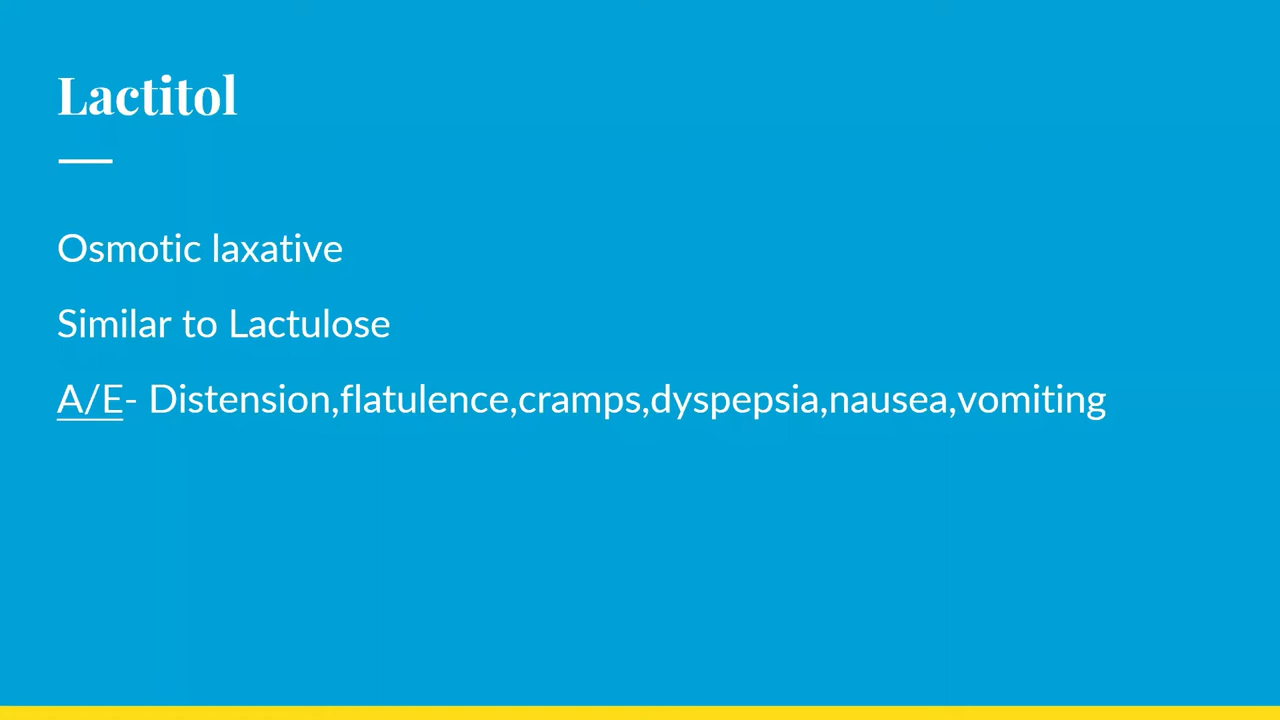 Lactitol
Osmotic laxative
Similar to Lactulose
A/E- Distension,flatulence,cramps,dyspepsia,nausea,vomiting